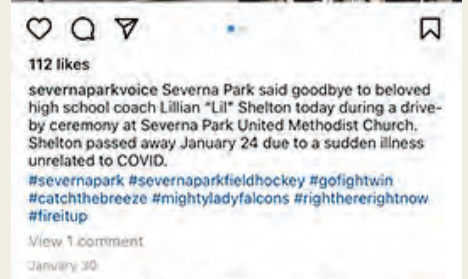 112 likes
severnaparkvoice Severna Park said goodbye to beloved
high school coach Lillian "Lil" Shelton today during a drive-
by ceremony at Severna Park United Methodist Church.
Shelton passed away January 24 due to a sudden illness
unrelated to COVID.
#severnapark #severnaparkfieldhockey #gofightwin
#catchthebreeze #mightyladyfalcons #righthererightnow
#fireitup
View 1 comment
January 30